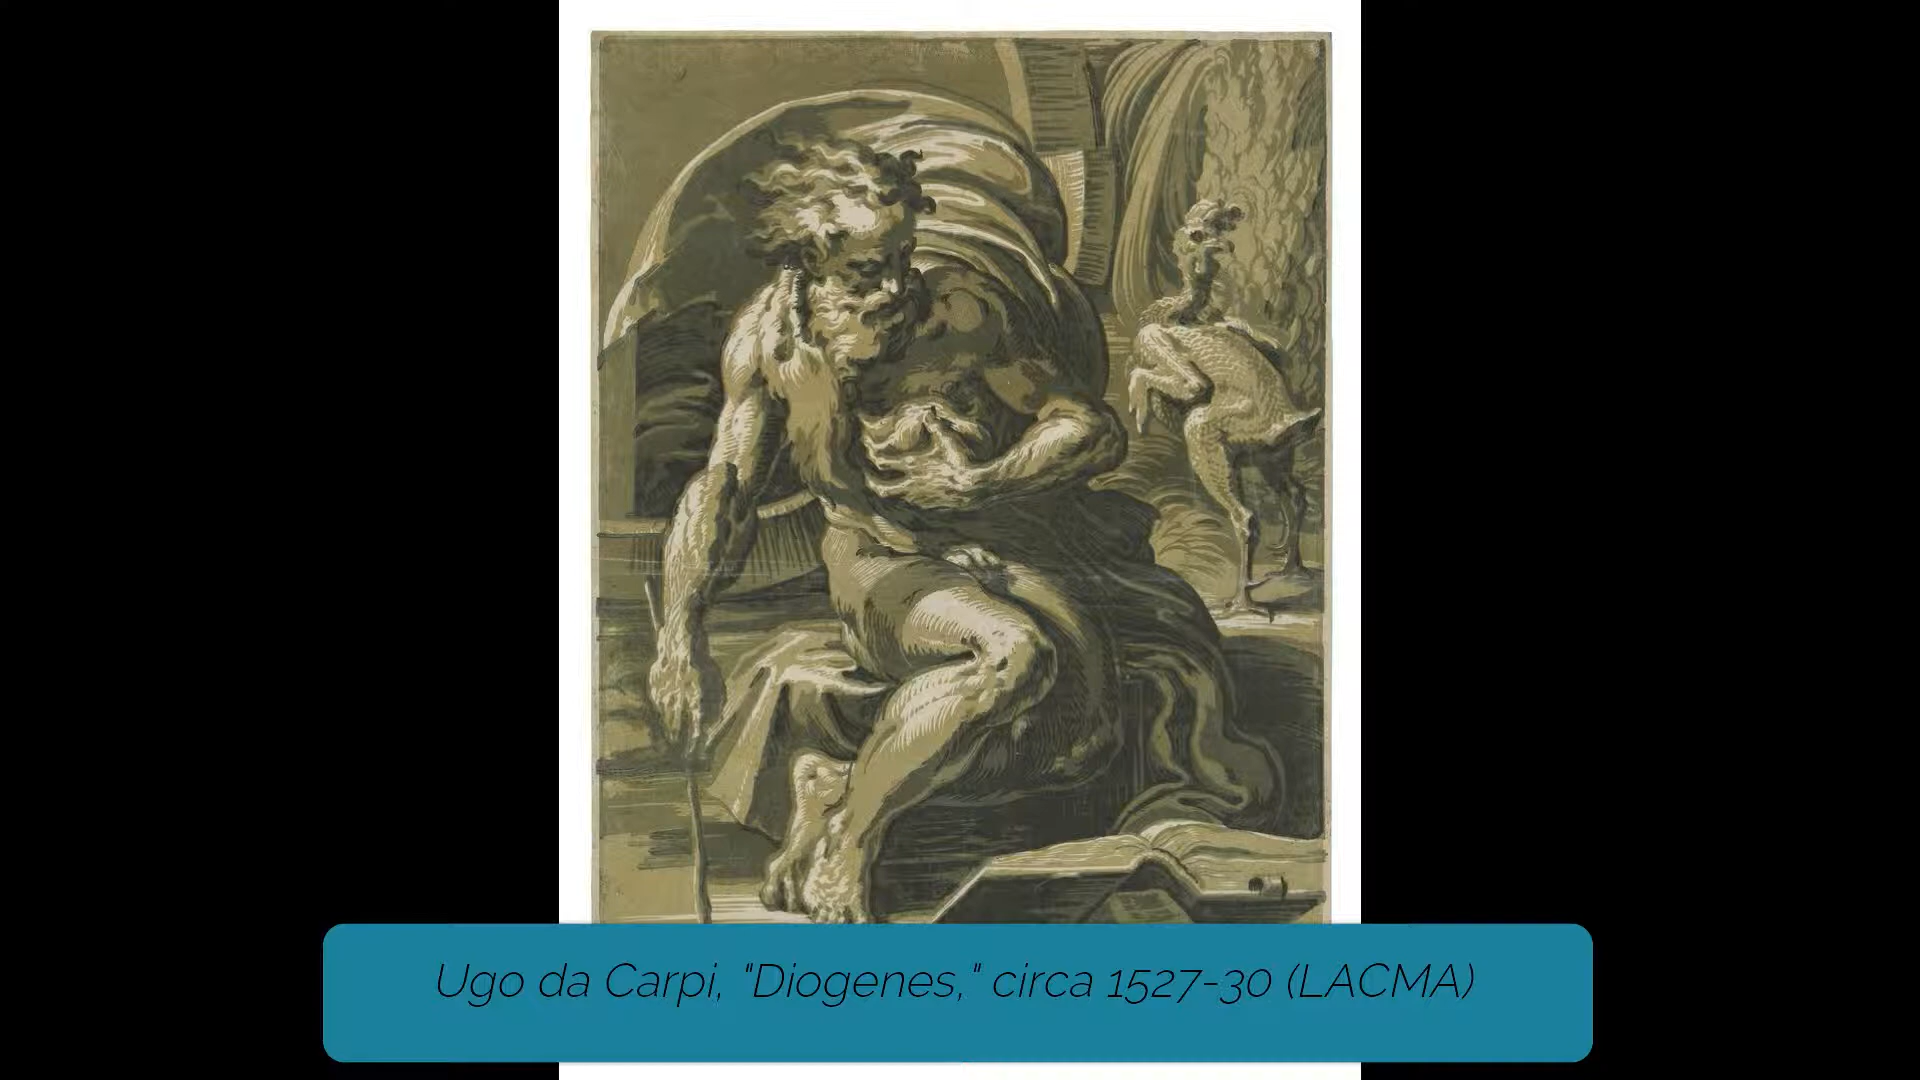 Ugo da Carpi, "Diogenes," circa 1527-30 (LACMA)